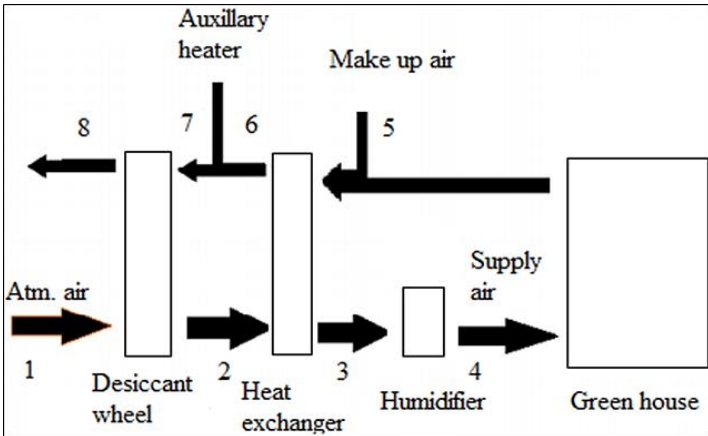 Auxillary
heater
Make up air
8
7
6
5
Atm. air
Supply
air
1
2
3
4
Desiccant
wheel
Heat
exchanger
Humidifier
Green house